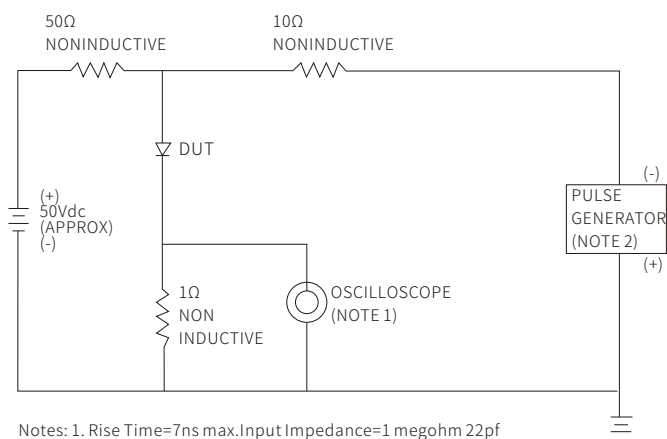 50Ω
NONINDUCTIVE
10Ω
NONINDUCTIVE
DUT
(+)
50Vdc
(APPROX)
(-)
(-)
PULSE
GENERATOR
(NOTE 2)
(+)
1Ω
NON
INDUCTIVE
OSCILLOSCOPE
(NOTE 1)
Notes: 1. Rise Time=7ns max.Input Impedance=1 megohm 22pf